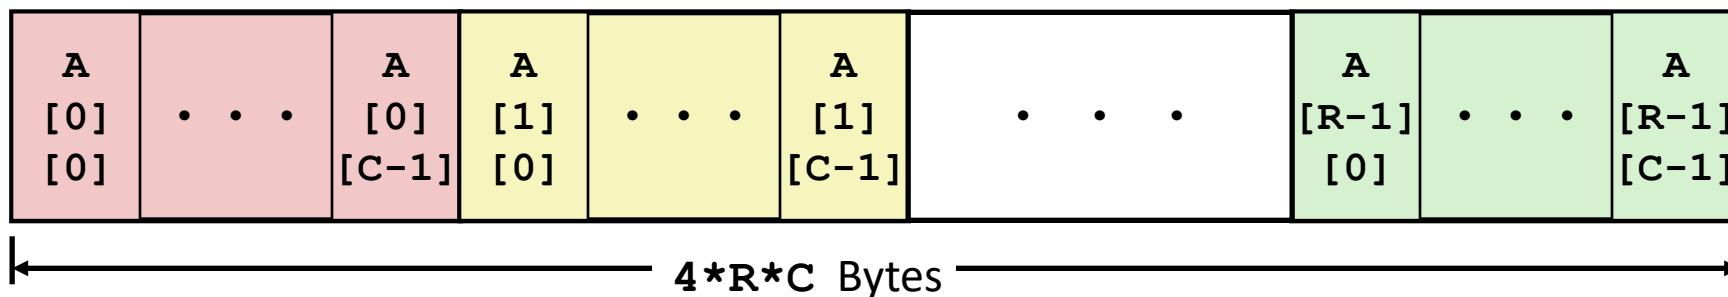 A A A A A A
[0] • • • [0] [1] • • • [1] • • • [R-1] • • • [R-1]
[0] [C-1] [0] [C-1] [0] [C-1]
4*R*C Bytes